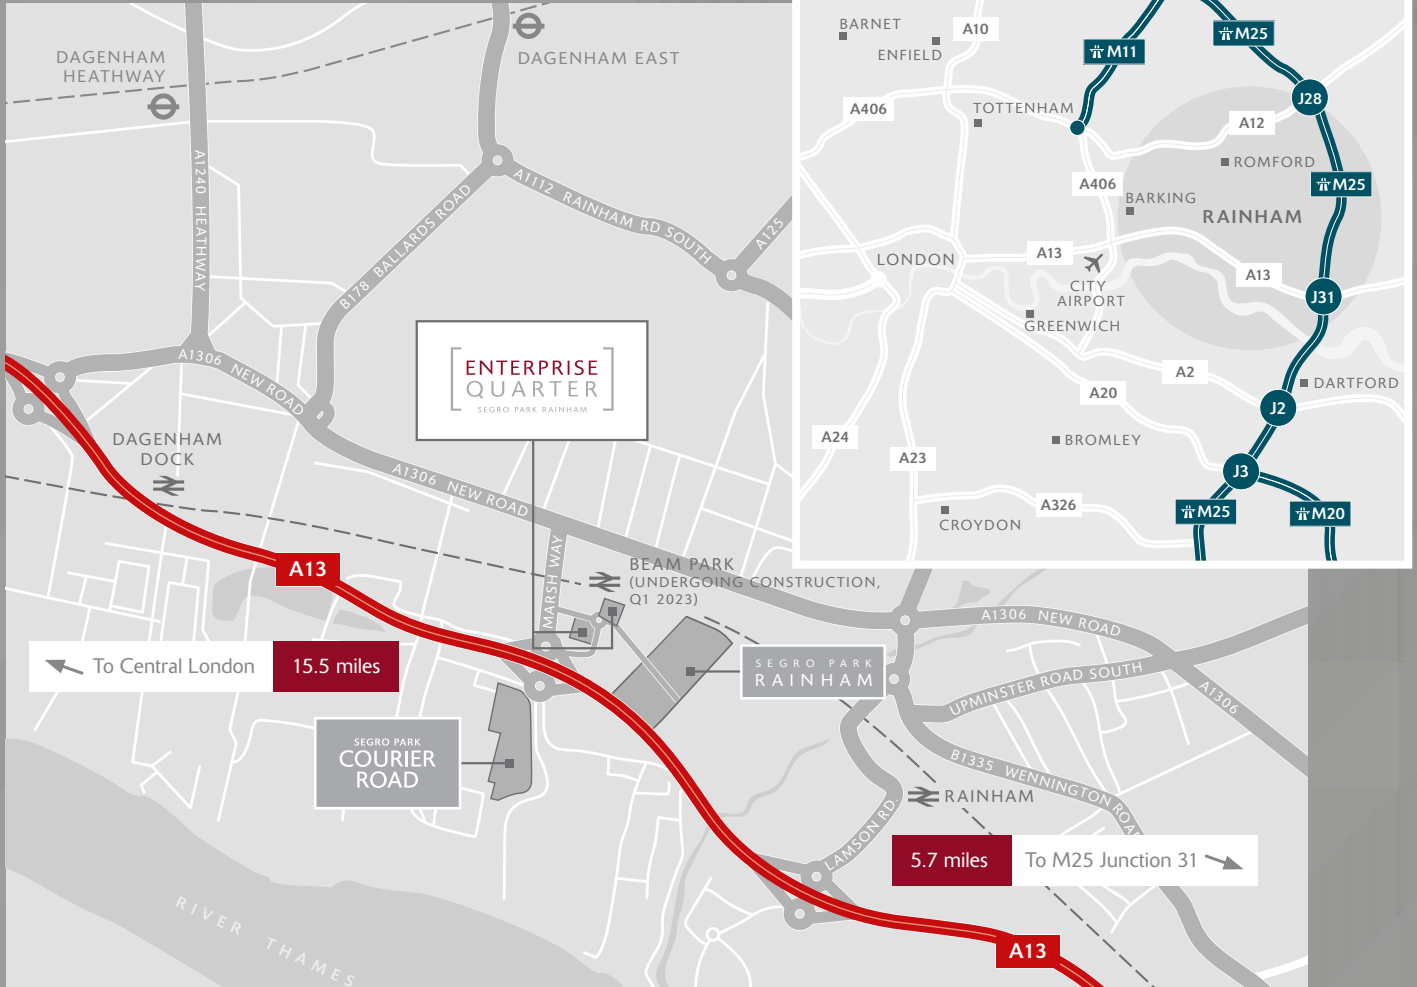 DAGENHAM
HEATHWAY
DAGENHAM EAST
A1240 HEATHWAY
A1112 RAINHAM RD SOUTH
A125
B178 BALLARDS ROAD
A1306 NEW ROAD
ENTERPRISE
QUARTER
SEGRO PARK RAINHAM
DAGENHAM
DOCK
A1306 NEW ROAD
A13
MARSH WAY
BEAM PARK
(UNDERGOING CONSTRUCTION,
Q1 2023)
A1306 NEW ROAD
To Central London
15.5 miles
SEGRO PARK
RAINHAM
UPMINSTER ROAD SOUTH
A1306
SEGRO PARK
COURIER
ROAD
B1335 WENNINGTON ROAD
RAINHAM
LAMSON RD.
5.7 miles
To M25 Junction 31
RIVER THAMES
A13
BARNET
ENFIELD
A10
M11
M25
J28
A406
TOTTENHAM
A12
ROMFORD
A406
M25
BARKING
RAINHAM
LONDON
A13
CITY
AIRPORT
A13
J31
GREENWICH
A2
DARTFORD
A20
J2
A24
BROMLEY
A23
J3
CROYDON
A326
M25
M20